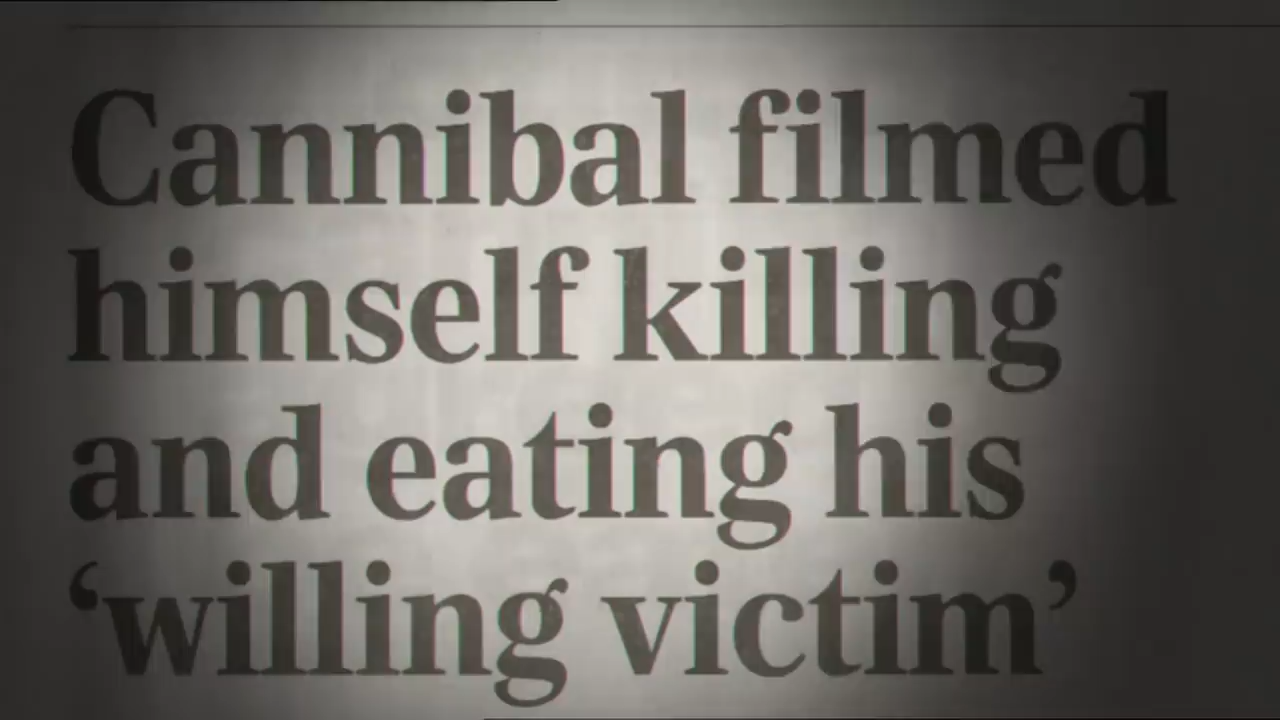 Cannibal filmed
himself killing
and eating his
‘willing victim’